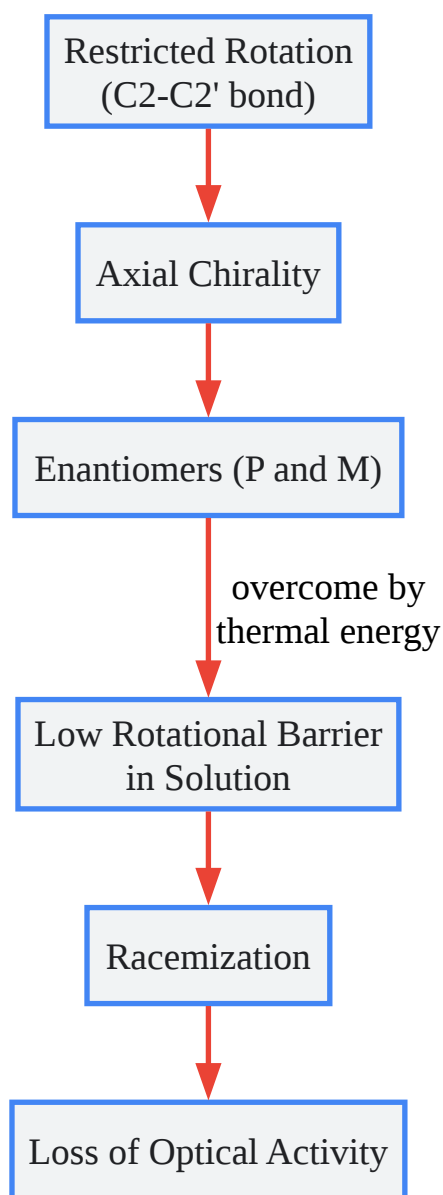 Restricted Rotation
(C2-C2' bond)
Axial Chirality
Enantiomers (P and M)
overcome by
thermal energy
Low Rotational Barrier
in Solution
Racemization
Loss of Optical Activity